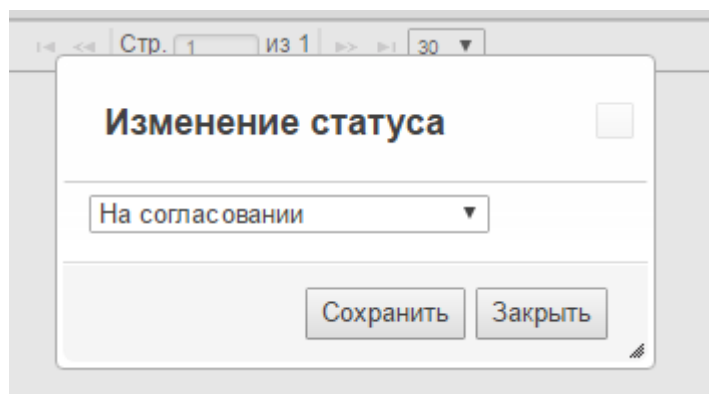 Стр. 1 из 1 30
Изменение статуса
На согласовании
Сохранить Закрыть